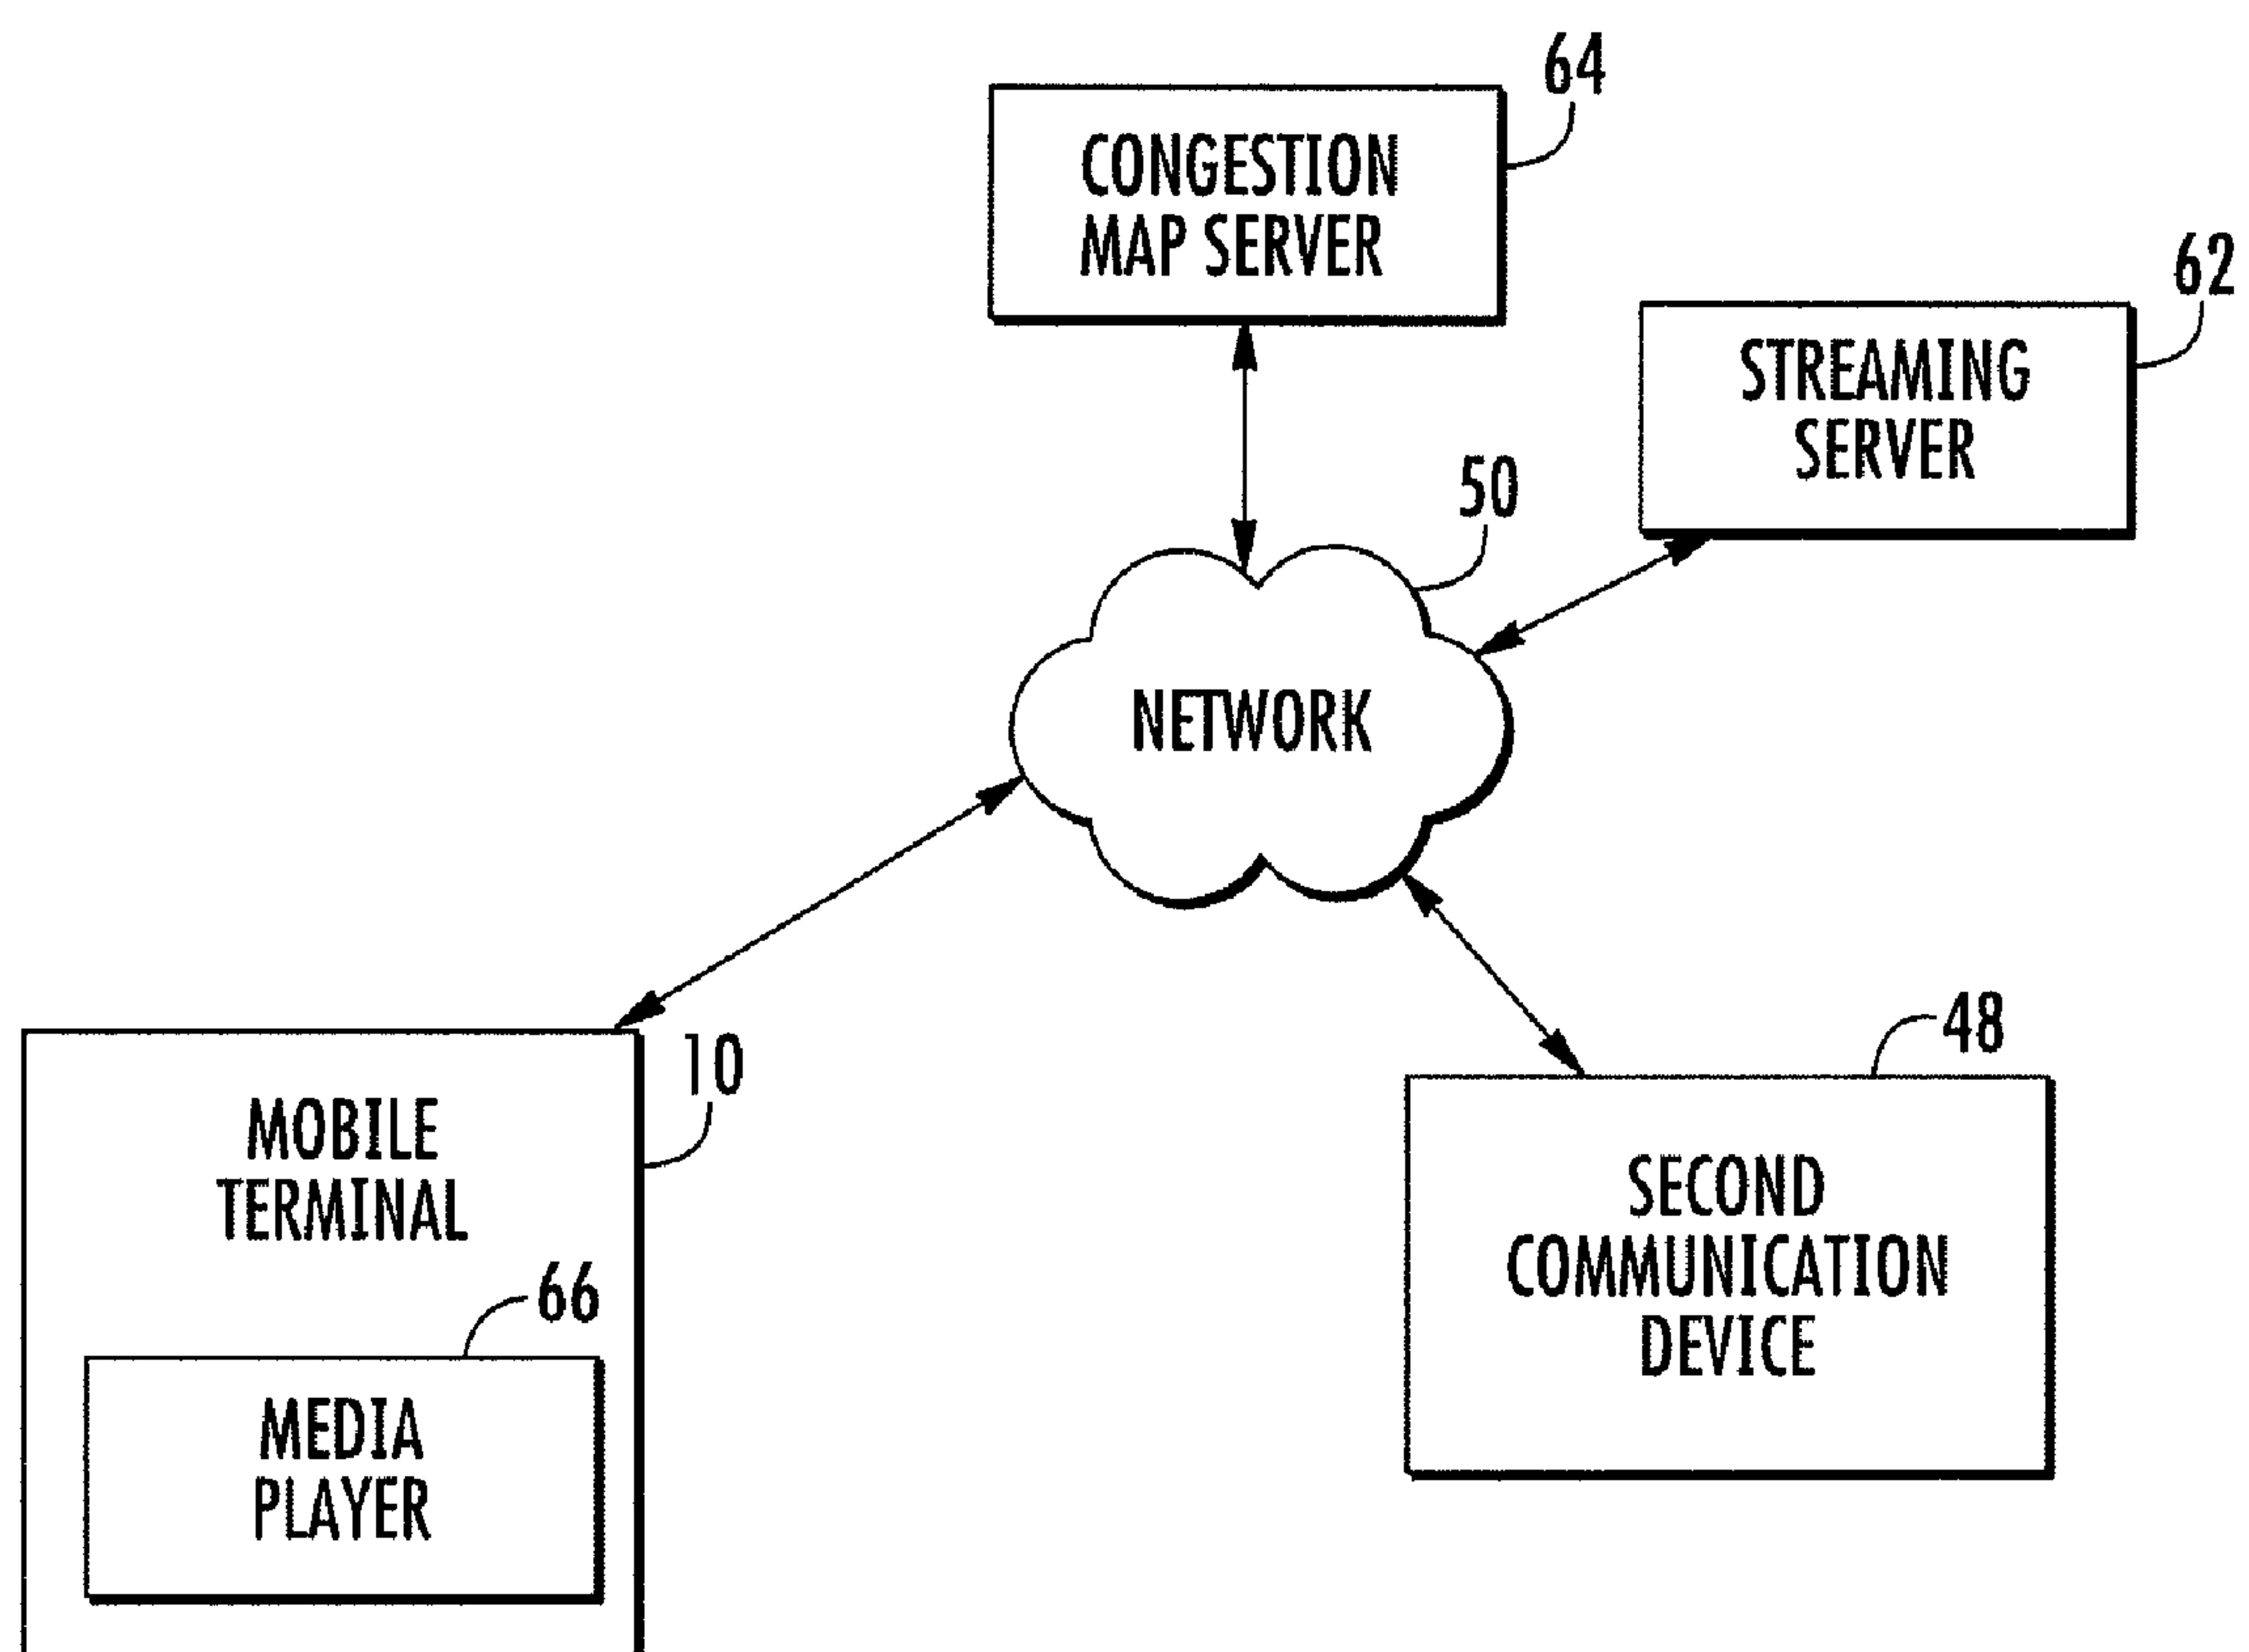 64
CONGESTION
MAP SERVER
62
STREAMING
SERVER
50
NETWORK
10
MOBILE
TERMINAL
66
MEDIA
PLAYER
48
SECOND
COMMUNICATION
DEVICE